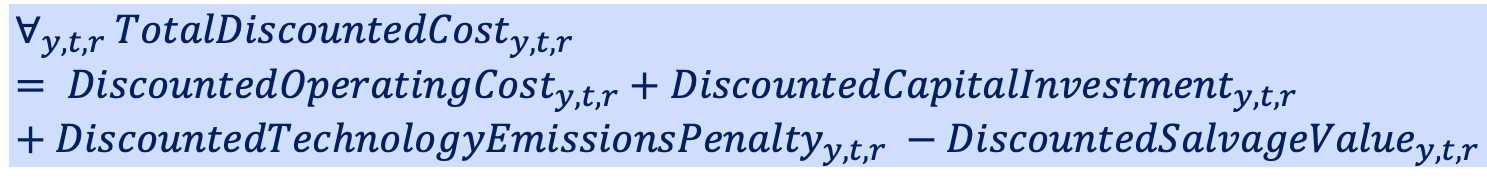 ∀y,t,r TotalDiscountedCosty,t,r
= DiscountedOperatingCosty,t,r + DiscountedCapitalInvestmenty,t,r
+ DiscountedTechnologyEmissionsPenaltyy,t,r − DiscountedSalvageValuey,t,r